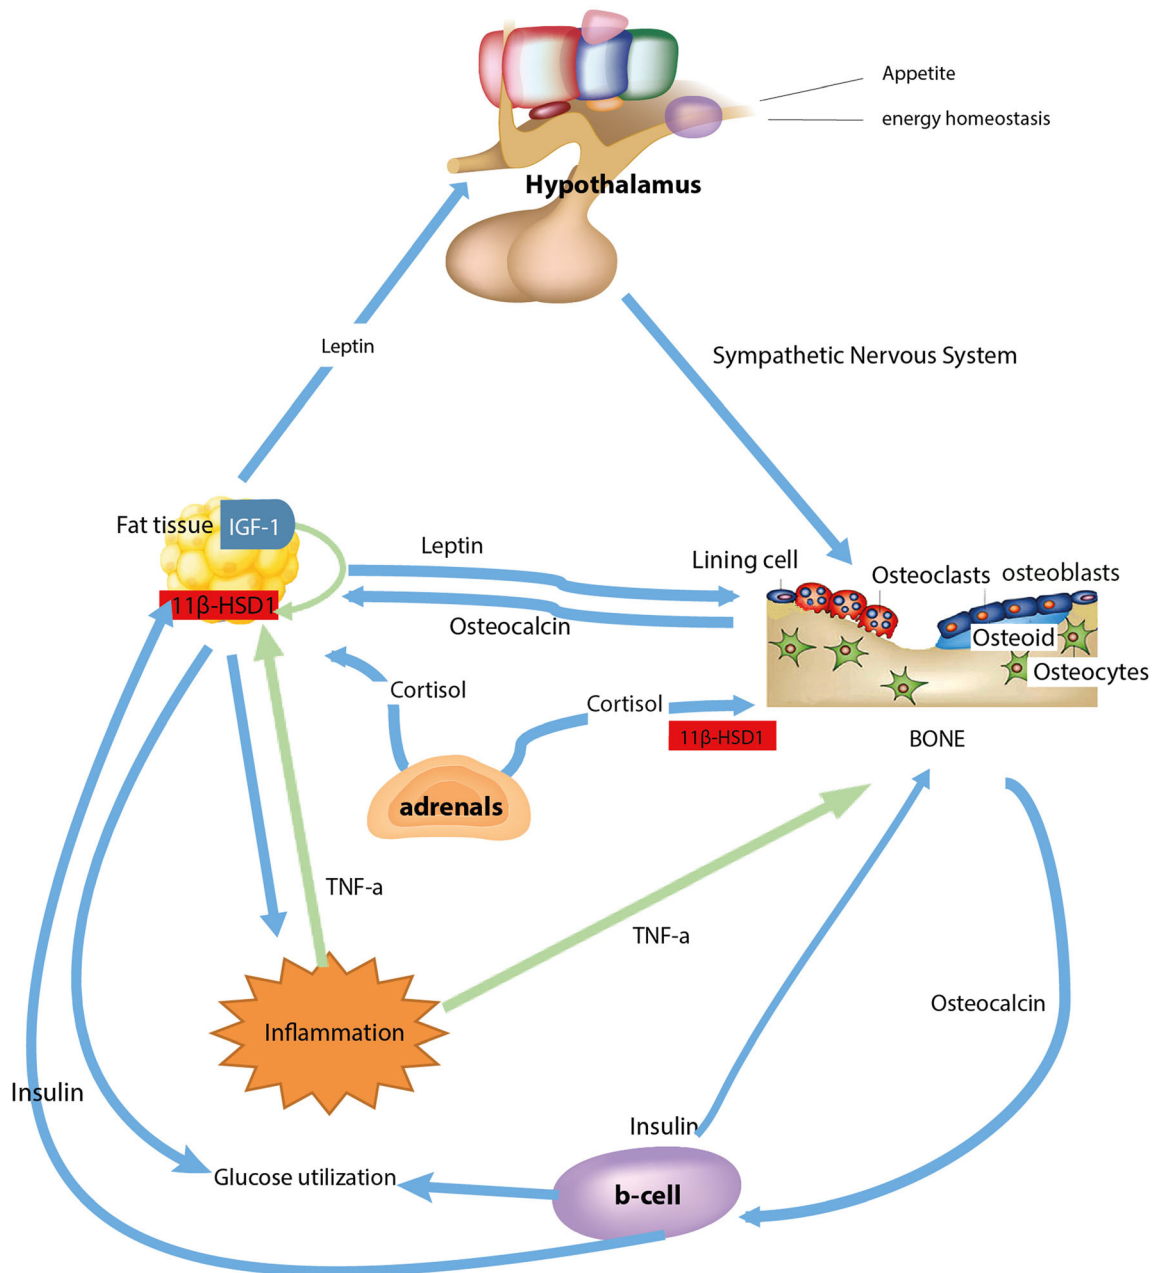 Appetite
energy homeostasis
Hypothalamus
Leptin
Sympathetic Nervous System
Fat tissue
IGF-1
11β-HSD1
Leptin
Osteocalcin
Lining cell
Osteoclasts
osteoblasts
Osteoid
Osteocytes
Cortisol
Cortisol
11β-HSD1
BONE
adrenals
TNF-a
TNF-a
Inflammation
Osteocalcin
Insulin
Insulin
Glucose utilization
b-cell